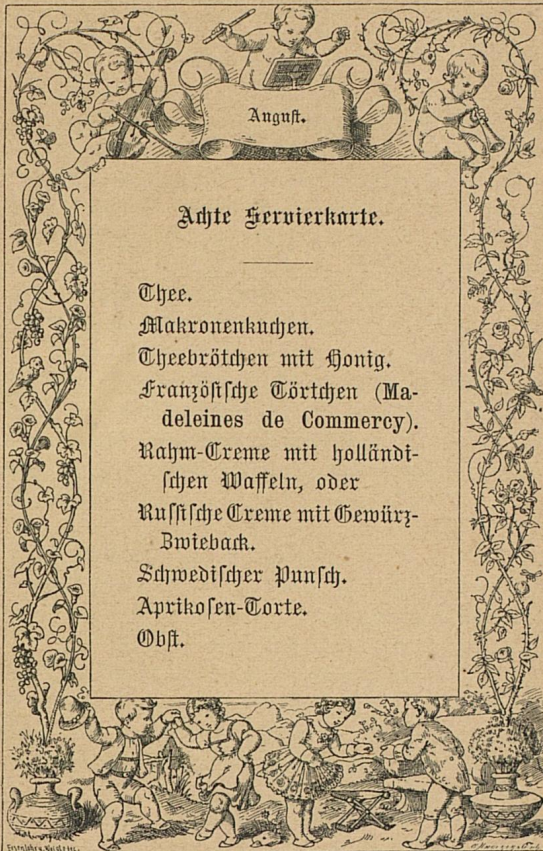 August.
Achte Servierkarte.
Thee.
Makronenkuchen.
Theebrötchen mit Honig.
Französische Törtchen (Ma-
deleines de Commercy).
Rahm-Creme mit holländi-
schen Waffeln, oder
Russische Creme mit Gewürz-
Zwieback.
Schwedischer Punsch.
Aprikosen-Torte.
Obst.